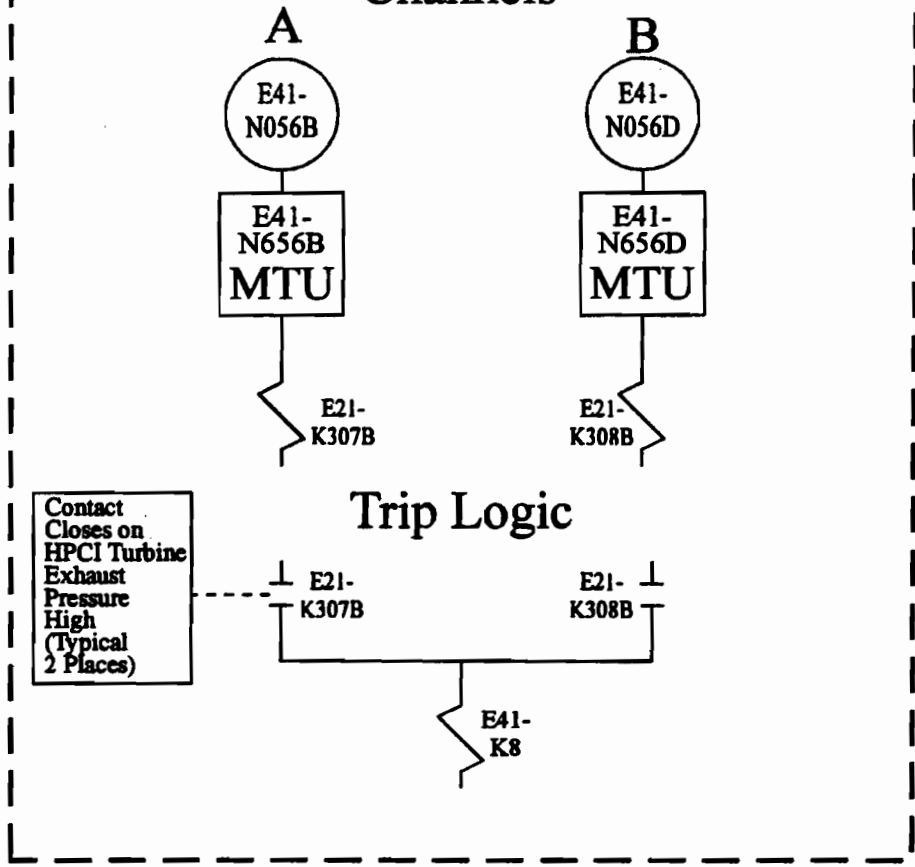 Channels
A
B
E41-
N056B
E41-
N056D
E41-
N656B
MTU
E41-
N656D
MTU
E21-
K307B
E21-
K308B
Trip Logic
Contact
Closes on
HPCI Turbine
Exhaust
Pressure
High
(Typical
2 Places)
E21-
K307B
E21-
K308B
E41-
K8